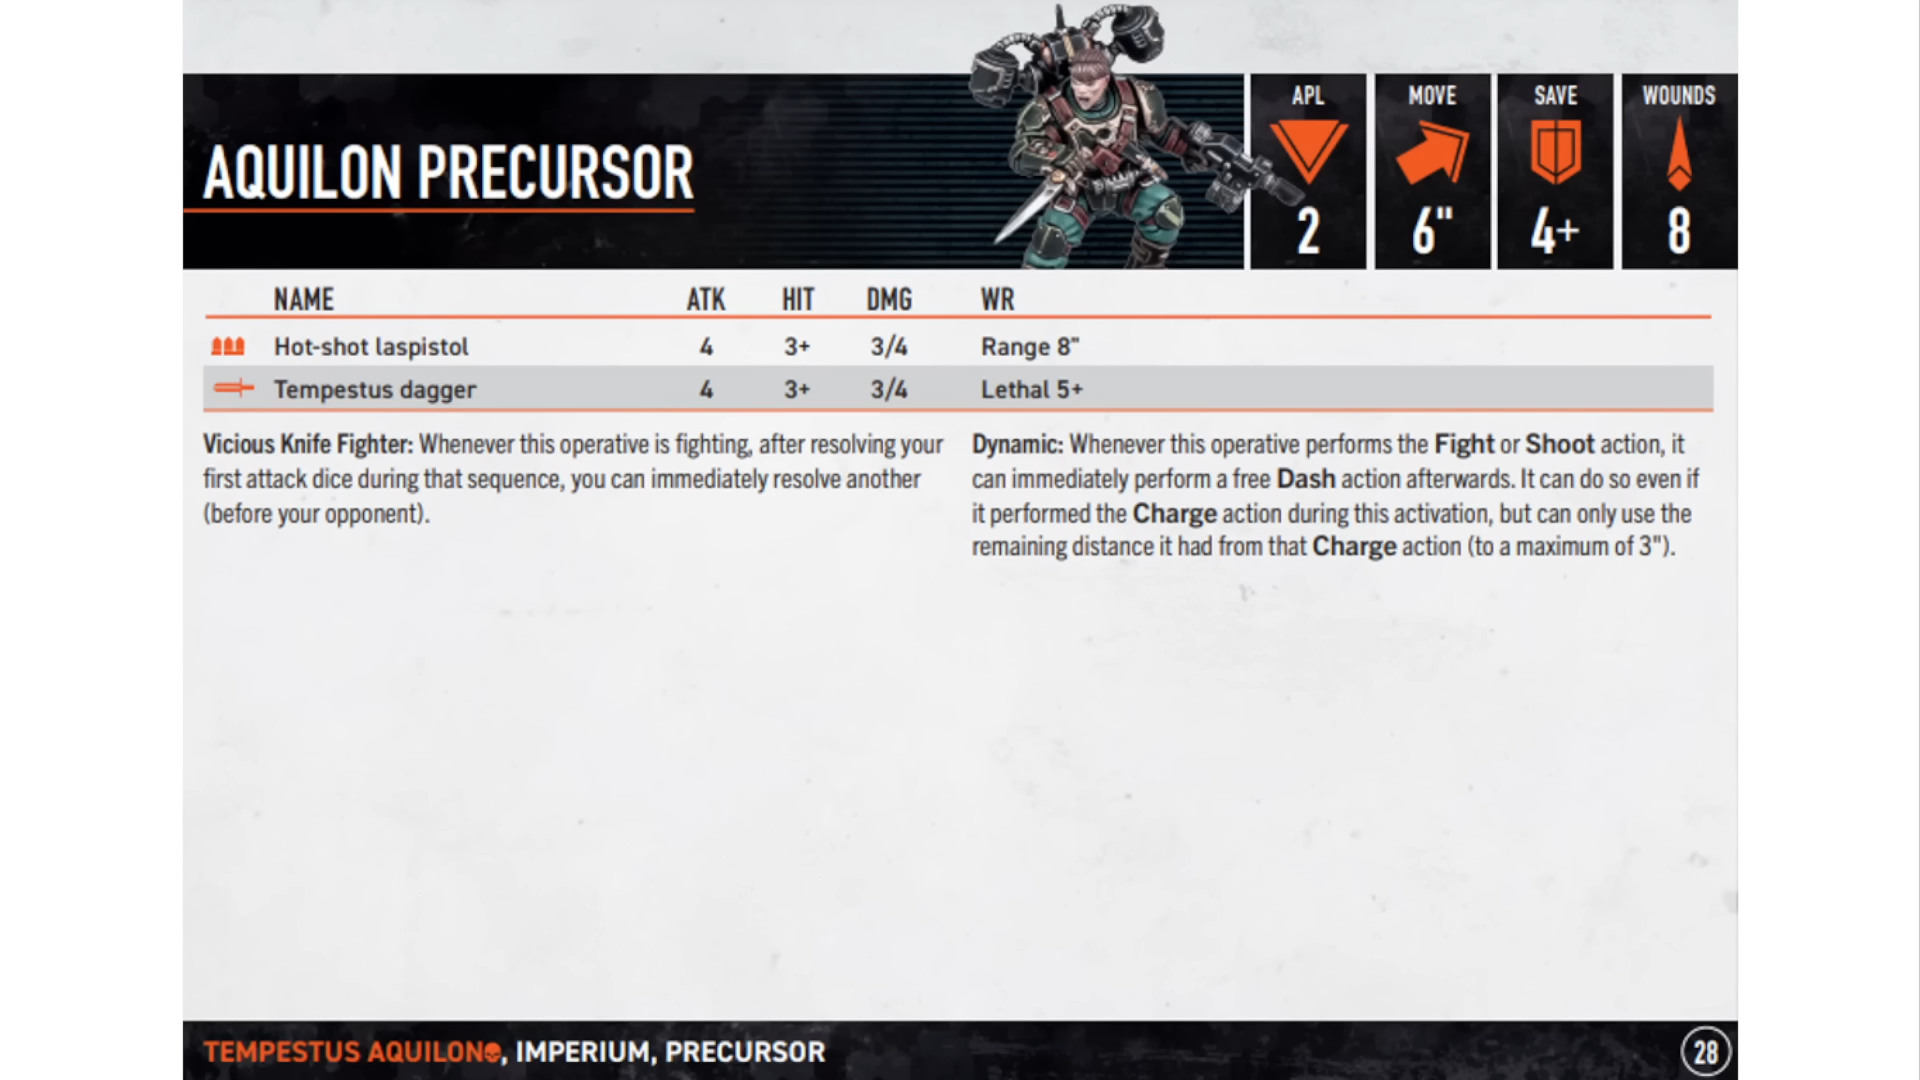 AQUILON PRECURSOR
APL MOVE SAVE WOUNDS
2 6" 4+ 8
NAME ATK HIT DMG WR
Hot-shot laspistol 4 3+ 3/4 Range 8"
Tempestus dagger 4 3+ 3/4 Lethal 5+
Vicious Knife Fighter: Whenever this operative is fighting, after resolving your
first attack dice during that sequence, you can immediately resolve another
(before your opponent).
Dynamic: Whenever this operative performs the Fight or Shoot action, it
can immediately perform a free Dash action afterwards. It can do so even if
it performed the Charge action during this activation, but can only use the
remaining distance it had from that Charge action (to a maximum of 3").
TEMPESTUS AQUILON, IMPERIUM, PRECURSOR
28